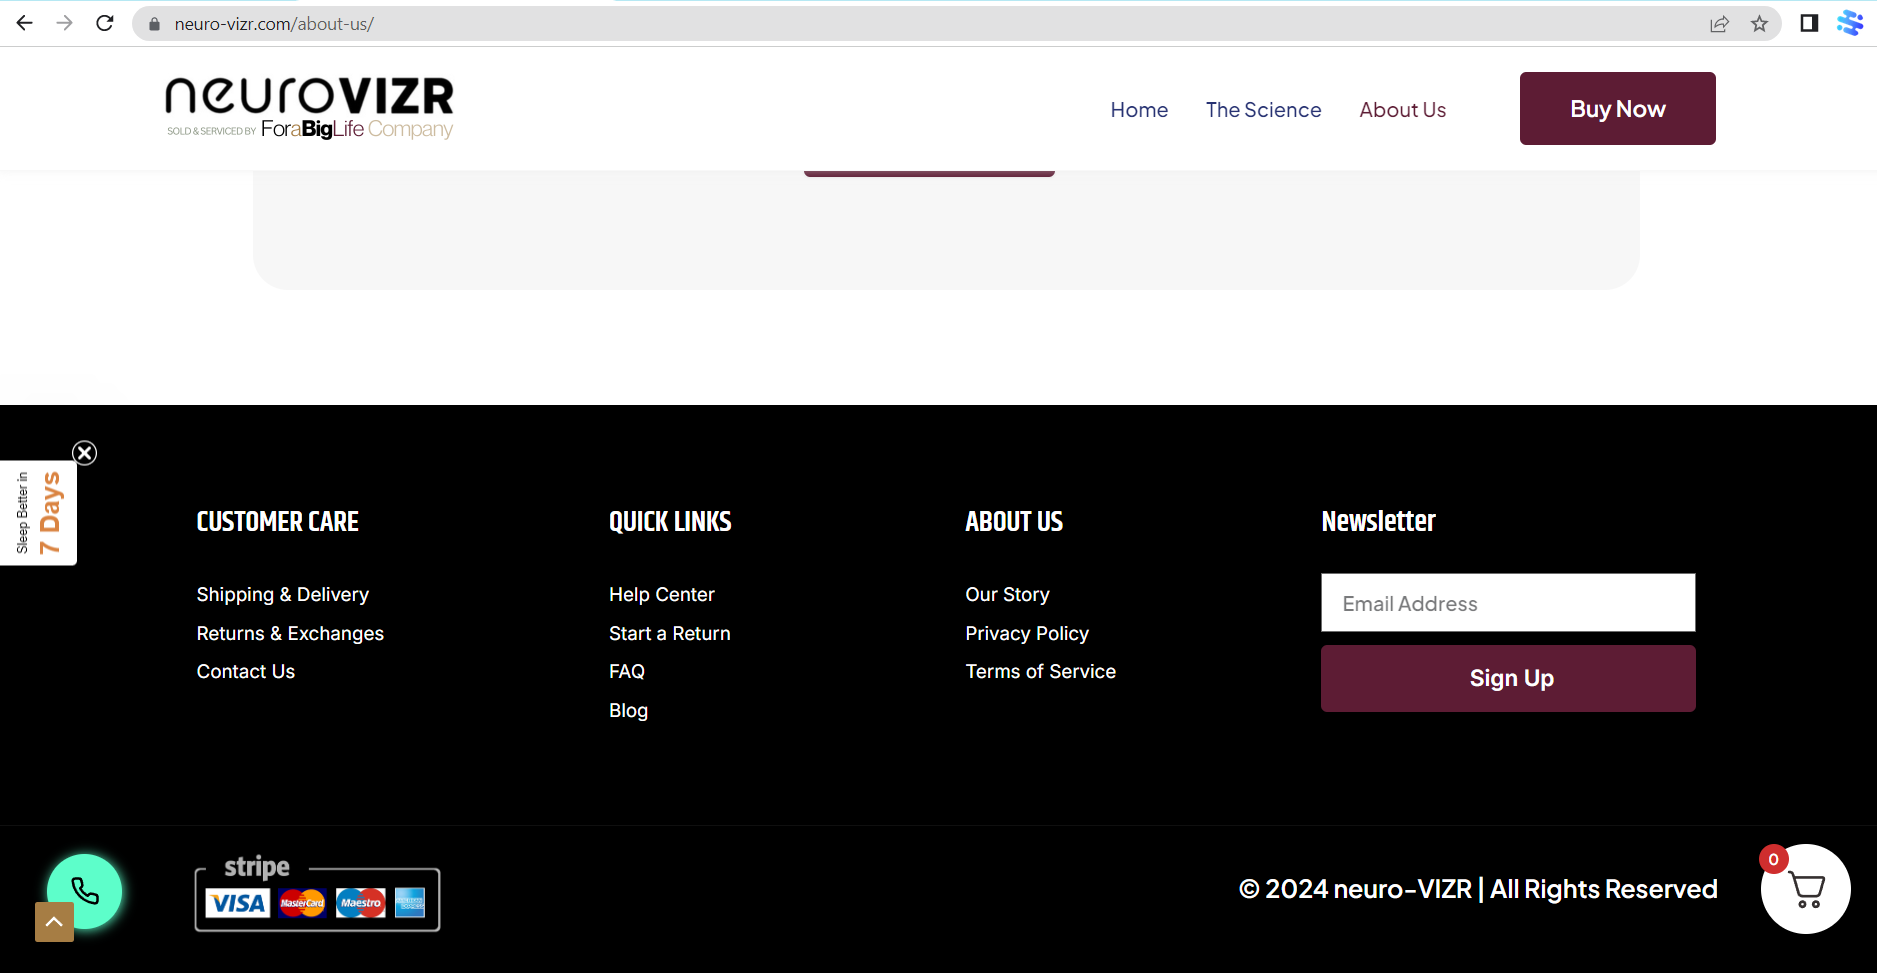 neuro-vizr.com/about-us/
neuroVIZR
SOLD & SERVICED BY ForaBigLife Company
Home
The Science
About Us
Buy Now
Sleep Better in
7 Days
CUSTOMER CARE
Shipping & Delivery
Returns & Exchanges
Contact Us
QUICK LINKS
Help Center
Start a Return
FAQ
Blog
ABOUT US
Our Story
Privacy Policy
Terms of Service
Newsletter
Email Address
Sign Up
stripe
VISA
MasterCard
Maestro
© 2024 neuro-VIZR | All Rights Reserved
0